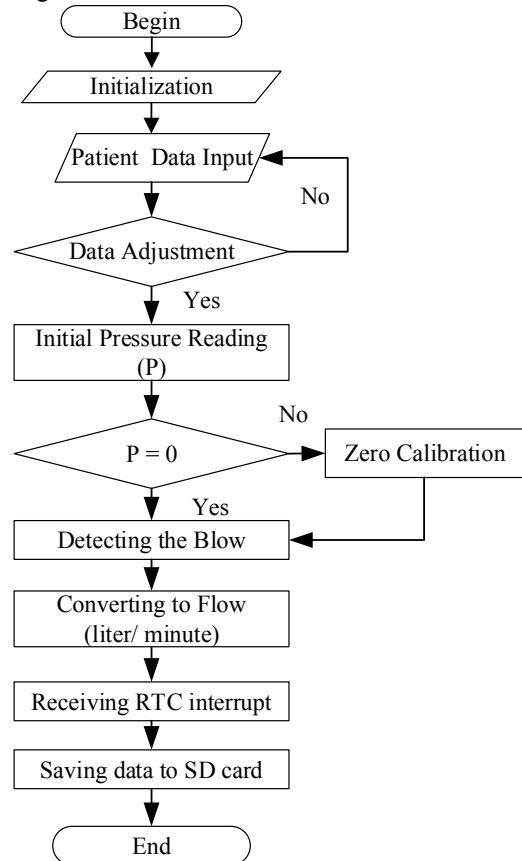 Begin
Initialization
Patient Data Input
No
Data Adjustment
Yes
Initial Pressure Reading
(P)
No
P = 0
Zero Calibration
Yes
Detecting the Blow
Converting to Flow
(liter/ minute)
Receiving RTC interrupt
Saving data to SD card
End